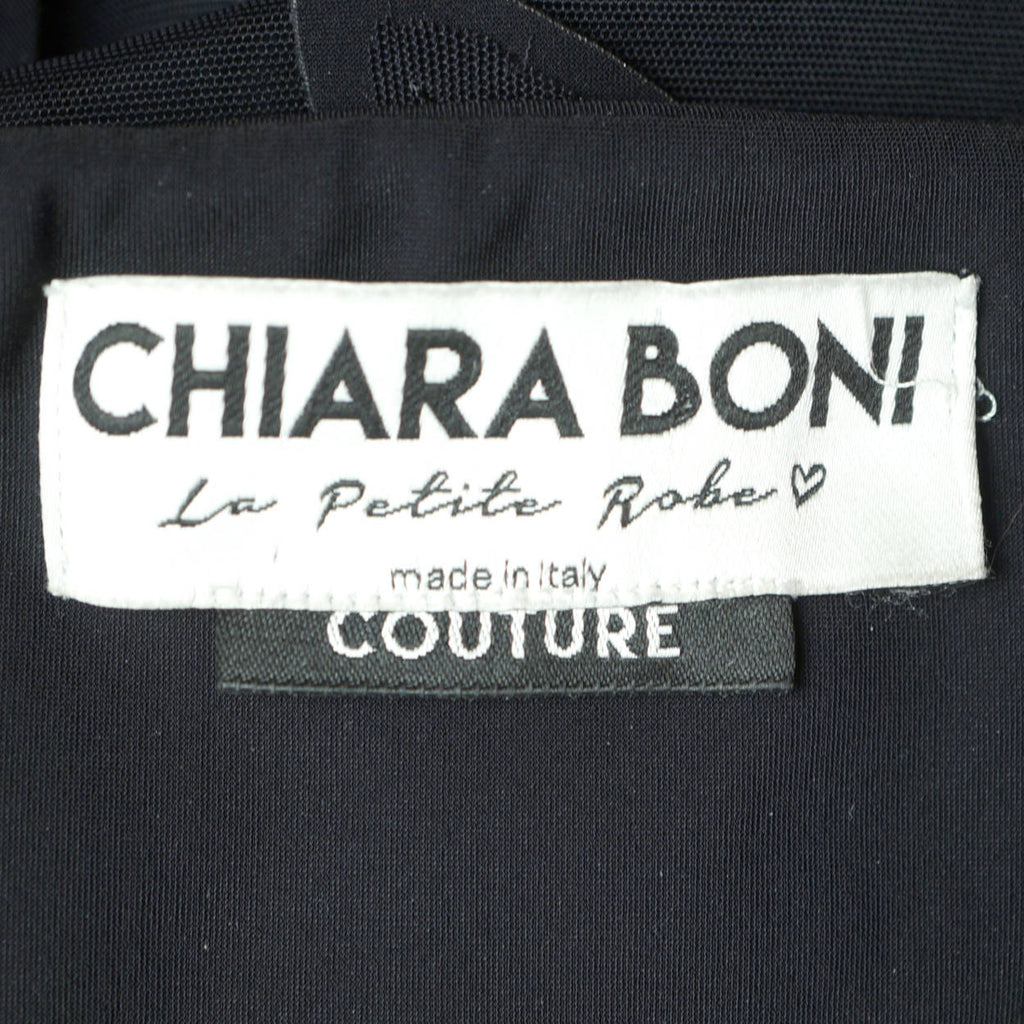 CHIARA BONI
La Petite Robe♡
made in Italy
COUTURE